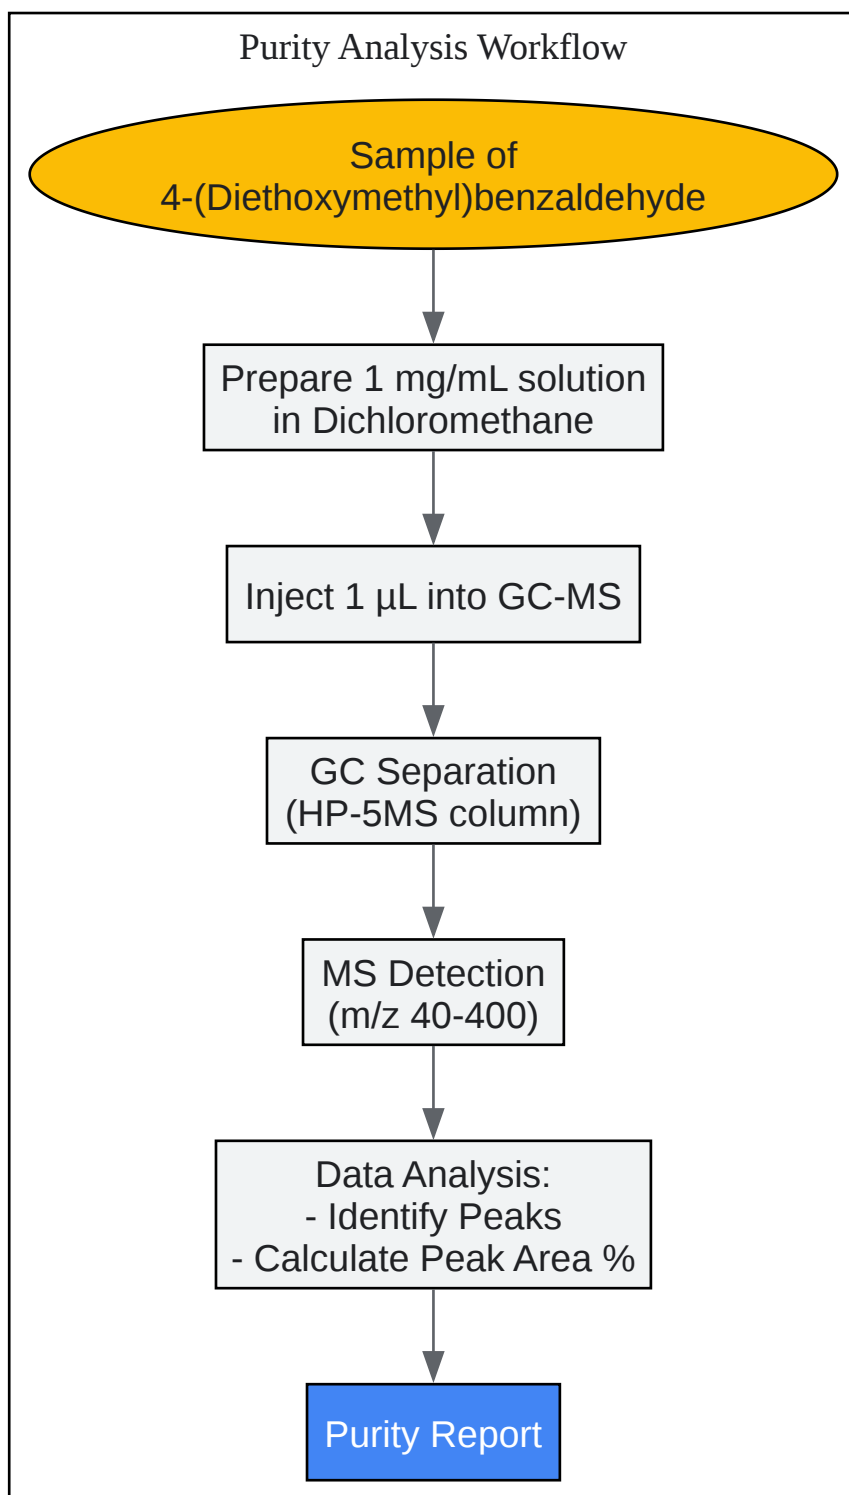 Purity Analysis Workflow
Sample of
4-(Diethoxymethyl)benzaldehyde
Prepare 1 mg/mL solution
in Dichloromethane
Inject 1 µL into GC-MS
GC Separation
(HP-5MS column)
MS Detection
(m/z 40-400)
Data Analysis:
- Identify Peaks
- Calculate Peak Area %
Purity Report